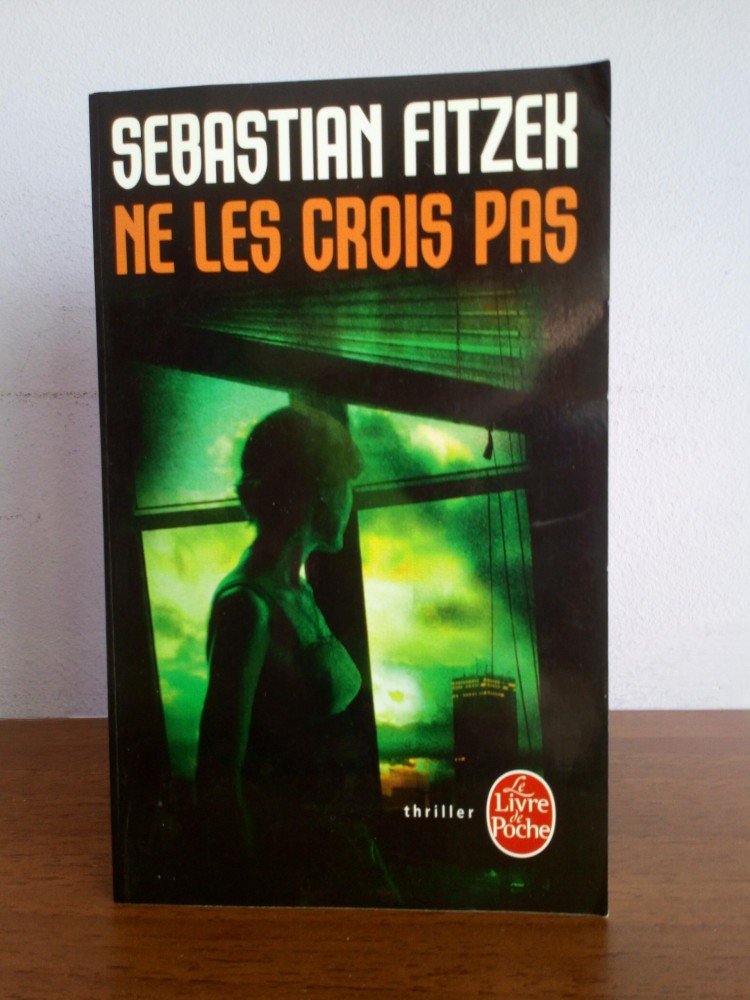 SEBASTIAN FITZEK
NE LES CROIS PAS
thriller
Le
Livre
de
Poche